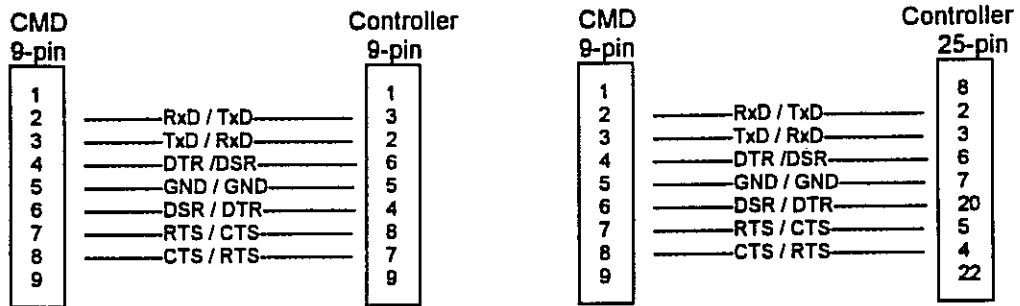 CMD Controller
9-pin 9-pin
1 1
2 RxD / TxD 3
3 TxD / RxD 2
4 DTR /DSR 6
5 GND / GND 5
6 DSR / DTR 4
7 RTS / CTS 8
8 CTS / RTS 7
9 9
CMD Controller
9-pin 25-pin
1 8
2 RxD / TxD 2
3 TxD / RxD 3
4 DTR /DSR 6
5 GND / GND 7
6 DSR / DTR 20
7 RTS / CTS 5
8 CTS / RTS 4
9 22